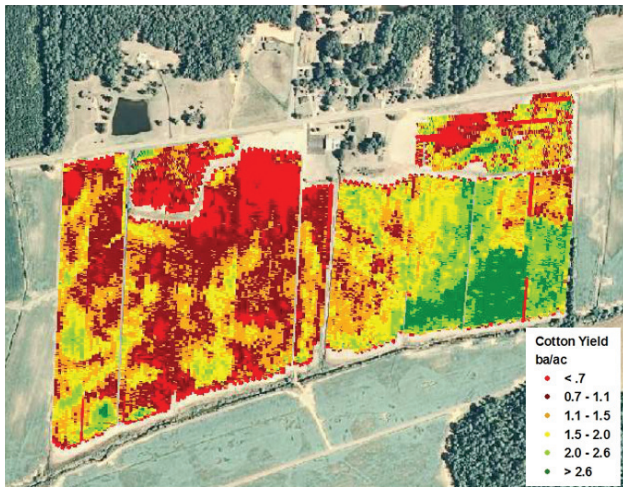 Cotton Yield
ba/ac
< .7
0.7 - 1.1
1.1 - 1.5
1.5 - 2.0
2.0 - 2.6
> 2.6